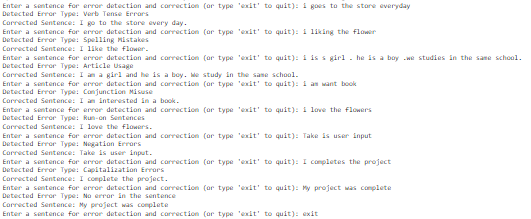 Enter a sentence for error detection and correction (or type 'exit' to quit): i goes to the store everyday
Detected Error Type: Verb Tense Errors
Corrected Sentence: I go to the store every day.
Enter a sentence for error detection and correction (or type 'exit' to quit): i liking the flower
Detected Error Type: Spelling Mistakes
Corrected Sentence: I like the flower.
Enter a sentence for error detection and correction (or type 'exit' to quit): i is s girl . he is a boy .we studies in the same school.
Detected Error Type: Article Usage
Corrected Sentence: I am a girl and he is a boy. We study in the same school.
Enter a sentence for error detection and correction (or type 'exit' to quit): i am want book
Detected Error Type: Conjunction Misuse
Corrected Sentence: I am interested in a book.
Enter a sentence for error detection and correction (or type 'exit' to quit): i love the flowers
Detected Error Type: Run-on Sentences
Corrected Sentence: I love the flowers.
Enter a sentence for error detection and correction (or type 'exit' to quit): Take is user input
Detected Error Type: Negation Errors
Corrected Sentence: Take is user input.
Enter a sentence for error detection and correction (or type 'exit' to quit): I completes the project
Detected Error Type: Capitalization Errors
Corrected Sentence: I complete the project.
Enter a sentence for error detection and correction (or type 'exit' to quit): My project was complete
Detected Error Type: No error in the sentence
Corrected Sentence: My project was complete
Enter a sentence for error detection and correction (or type 'exit' to quit): exit